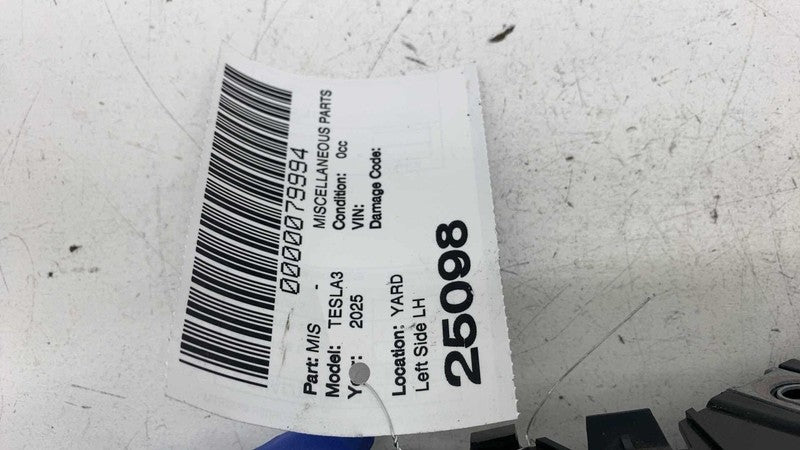 0000079994
Part: MIS - MISCELLANEOUS PARTS
Model: TESLA3 Condition: 0cc
Year: 2025 VIN:
Damage Code:
Location: YARD
Left Side LH
25098